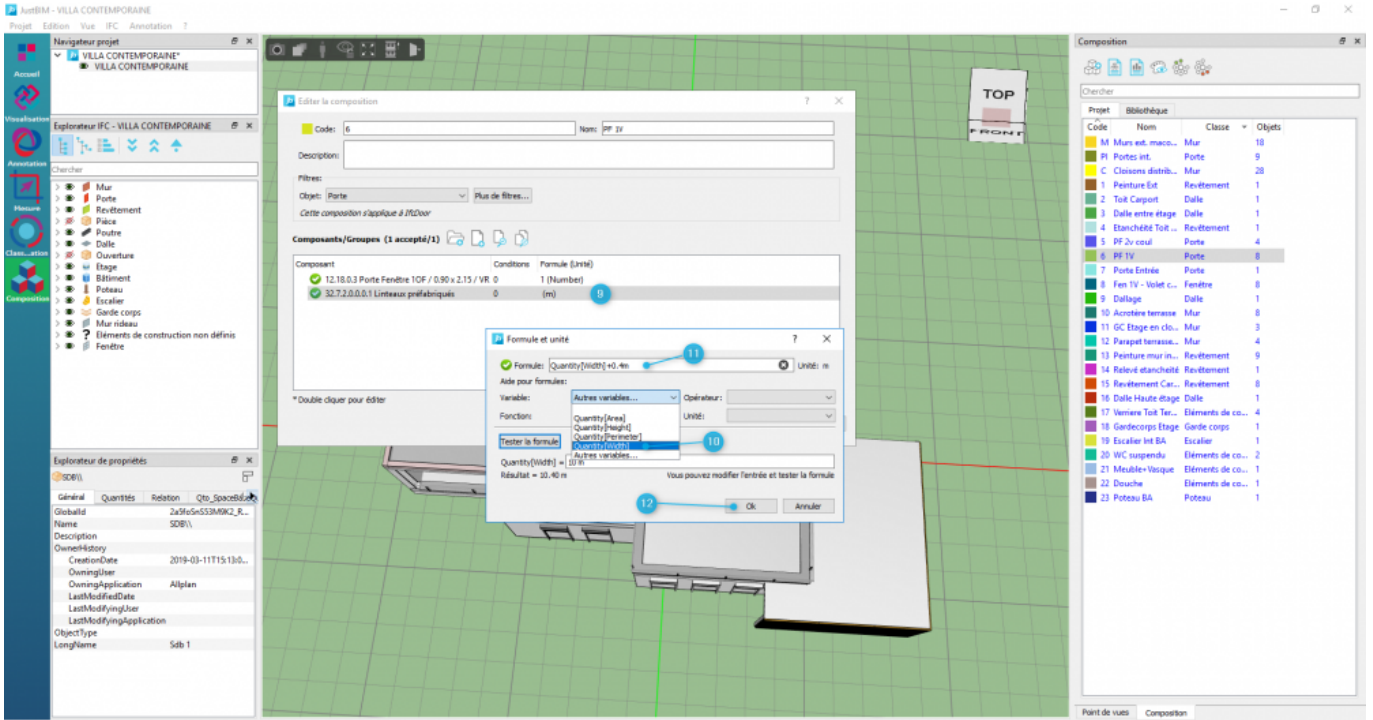 JustBIM - VILLA CONTEMPORAINE
Projet Edition Vue IFC Annotation ?
Accueil
Visualisation
Annotation
Mesure
Class...ation
Composition
Navigateur projet
VILLA CONTEMPORAINE*
VILLA CONTEMPORAINE
Explorateur IFC - VILLA CONTEMPORAINE
Chercher
Mur
Porte
Revêtement
Pièce
Poutre
Dalle
Ouverture
Etage
Bâtiment
Poteau
Escalier
Garde corps
Mur rideau
? Eléments de construction non définis
Fenêtre
Explorateur de propriétés
SDB\\
Général Quantités Relation
GlobalId
Name SDB\\
Description
OwnerHistory
CreationDate 2019-03-11T15:13:0...
OwningUser
OwningApplication Allplan
LastModifiedDate
LastModifyingUser
LastModifyingApplication
ObjectType
LongName Sdb 1
TOP
FRONT
Editer la composition ?
Code: 6 Nom: PF 1V
Description:
Filtres:
Objet: Porte Plus de filtres...
Cette composition s'applique à IfcDoor
Composants/Groupes (1 accepté/1)
Composant Conditions Formule (Unité)
12.18.0.3 Porte Fenêtre 1OF / 0.90 x 2.15 / VR 0 1 (Number)
32.7.2.0.0.0.1 Linteaux préfabriqués 0 (m)
9
* Double cliquer pour éditer
Formule et unité ?
11
Formule: Quantity[Width]+0.4m Unité: m
Aide pour formules:
Variable: Autres variables... Opérateur:
Fonction: Unité:
Quantity[Area]
Quantity[Height]
Quantity[Perimeter]
Quantity[Width]
Autres variables...
10
Tester la formule
Quantity[Width] = 10 m
Résultat = 10.40 m Vous pouvez modifier l'entrée et tester la formule
12
Ok Annuler
Composition
Chercher
Projet Bibliothèque
Code Nom Classe Objets
M Murs ext. maco... Mur 18
PI Portes int. Porte 9
C Cloisons distrib... Mur 28
1 Peinture Ext Revêtement 1
2 Toit Carport Dalle 1
3 Dalle entre étage Dalle 1
4 Etanchéité Toit ... Revêtement 1
5 PF 2v coul Porte 4
6 PF 1V Porte 8
7 Porte Entrée Porte 1
8 Fen 1V - Volet c... Fenêtre 8
9 Dallage Dalle 1
10 Acrotère terrasse Mur 8
11 GC Etage en clo... Mur 3
12 Parapet terrasse... Mur 4
13 Peinture mur in... Revêtement 9
14 Relevé etancheité Revêtement 1
15 Revêtement Car... Revêtement 8
16 Dalle Haute étage Dalle 1
17 Verriere Toit Ter... Eléments de co... 4
18 Gardecorps Etage Garde corps 1
19 Escalier Int BA Escalier 1
20 WC suspendu Eléments de co... 2
21 Meuble+Vasque Eléments de co... 1
22 Douche Eléments de co... 1
23 Poteau BA Poteau 1
Point de vues Composition